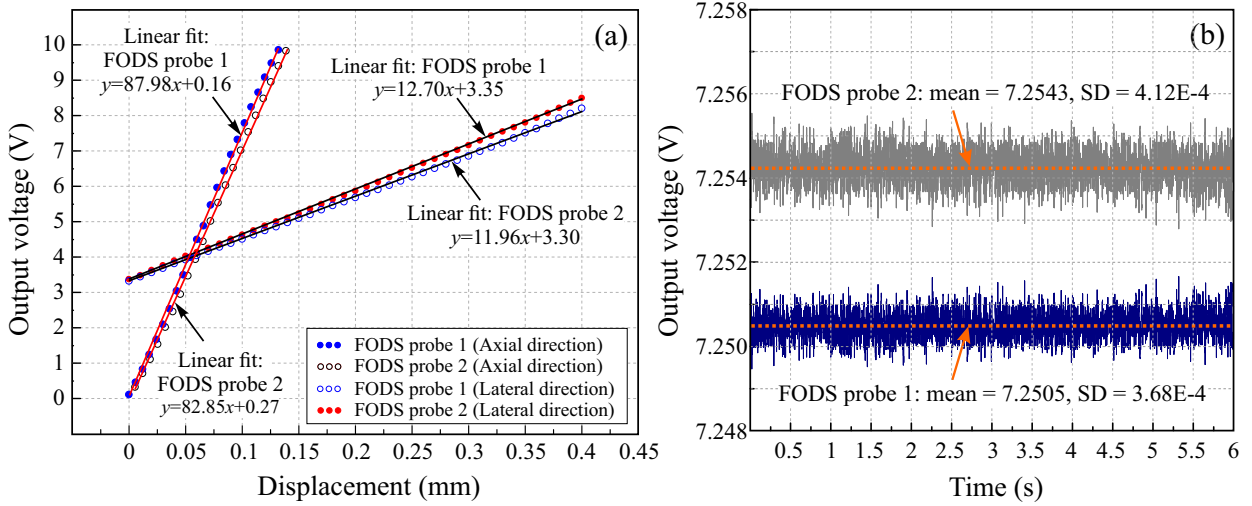 (a)
Output voltage (V)
10
9
8
7
6
5
4
3
2
1
0
Linear fit:
FODS probe 1
y=87.98x+0.16
Linear fit: FODS probe 1
y=12.70x+3.35
Linear fit: FODS probe 2
y=11.96x+3.30
Linear fit:
FODS probe 2
y=82.85x+0.27
FODS probe 1 (Axial direction)
FODS probe 2 (Axial direction)
FODS probe 1 (Lateral direction)
FODS probe 2 (Lateral direction)
0 0.05 0.1 0.15 0.2 0.25 0.3 0.35 0.4 0.45
Displacement (mm)
(b)
Output voltage (V)
7.258
7.256
7.254
7.252
7.250
7.248
FODS probe 2: mean = 7.2543, SD = 4.12E-4
FODS probe 1: mean = 7.2505, SD = 3.68E-4
0.5 1 1.5 2 2.5 3 3.5 4 4.5 5 5.5 6
Time (s)